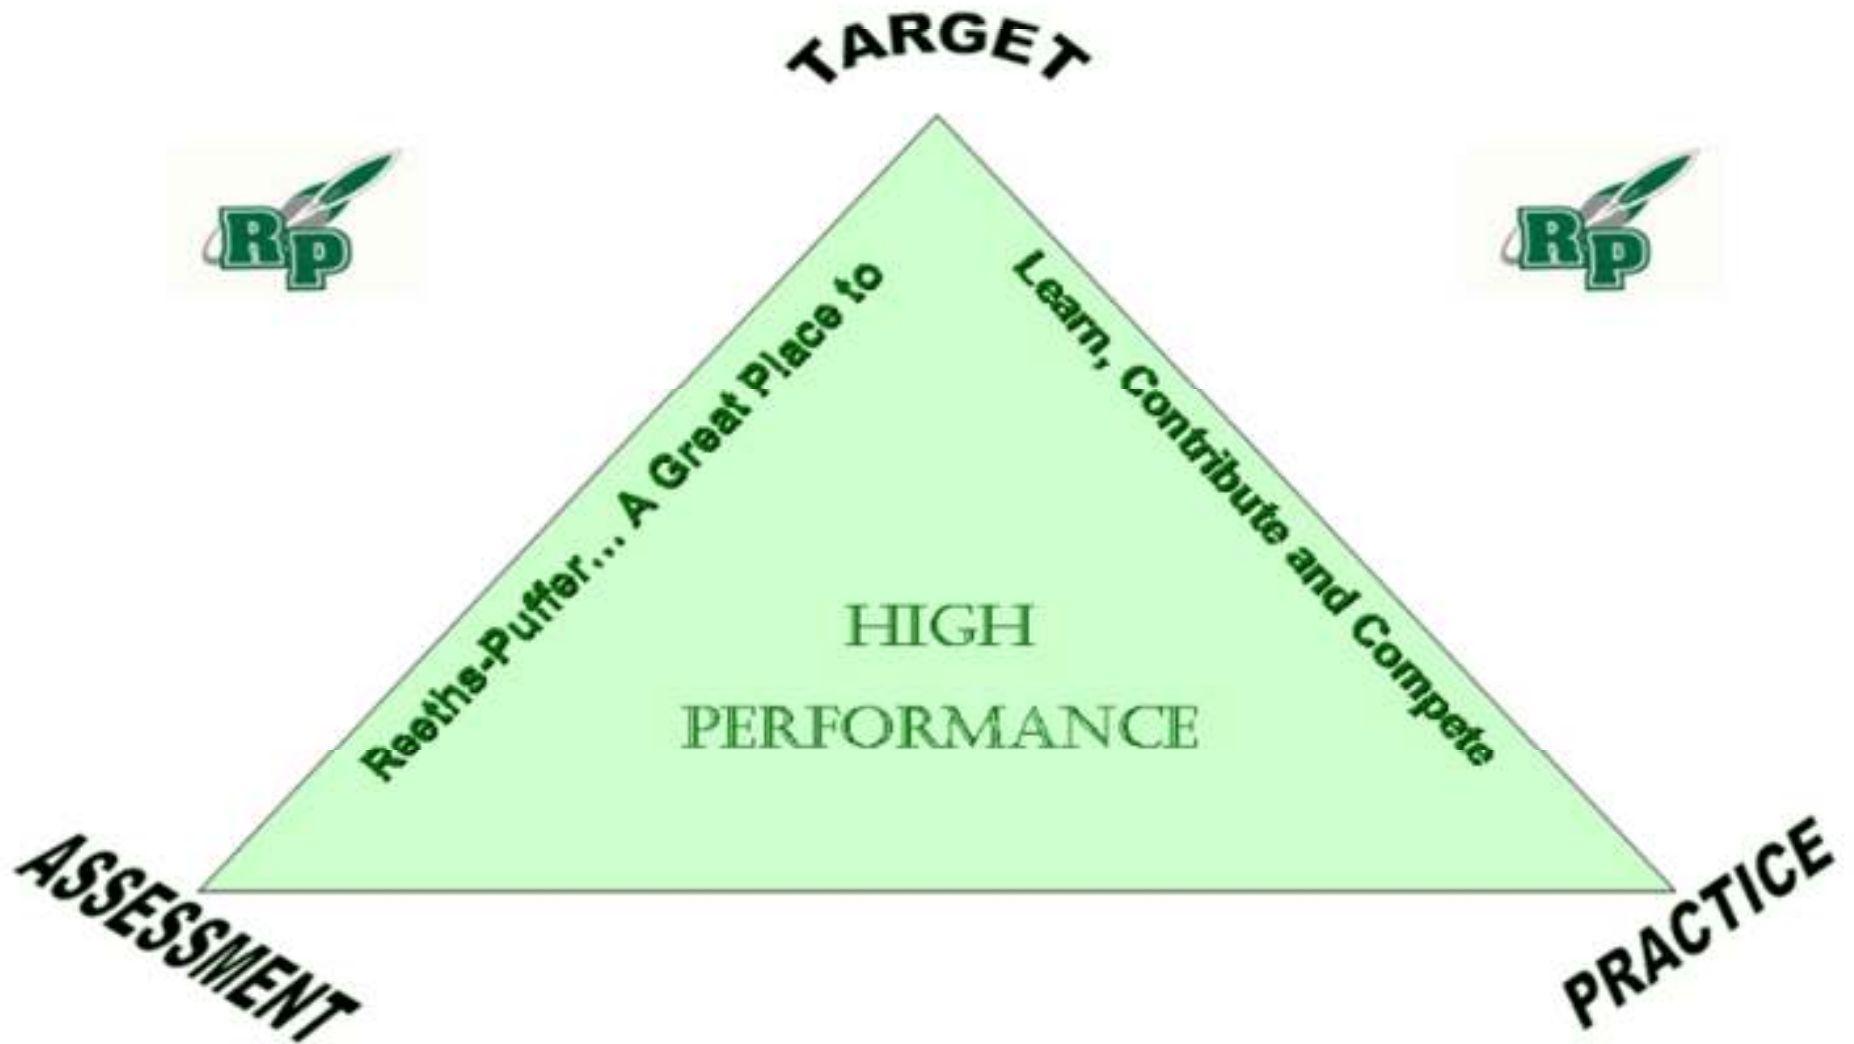 TARGET
RP
RP
Reeths-Puffer... A Great Place to
Learn, Contribute and Compete
HIGH
PERFORMANCE
ASSESSMENT
PRACTICE